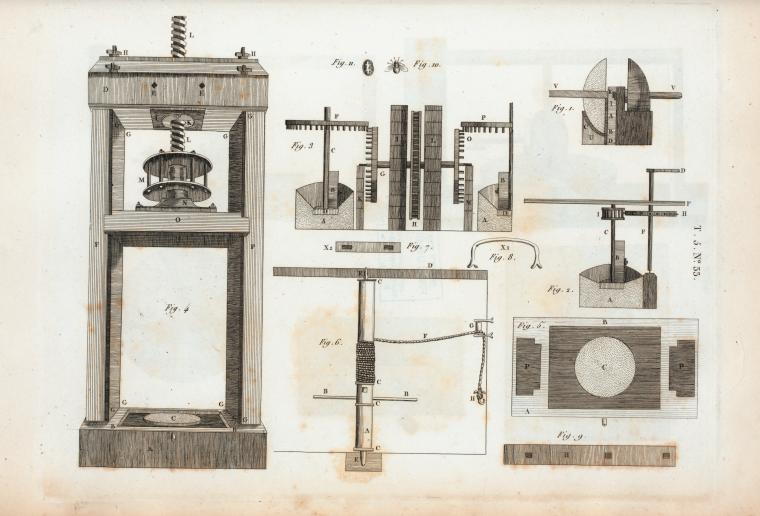 L
H H
D E E
K
G G
L
M
N
O
F P
Fig. 4
G G
G C G
A
Fig. 11. Fig. 10.
F P
Fig. 3
C O
G
B B
A H A
X2 Fig. 7.
X3
Fig. 8.
V V
Fig. 1.
A
B
D
D
F
I H
C F
B
Fig. 2.
A
T. 5. N.º 55.
E D
C
G
Fig. 6. F
C
B B
C H
A
C
E
Fig. 5. B
P C P
A
Fig. 9.
H